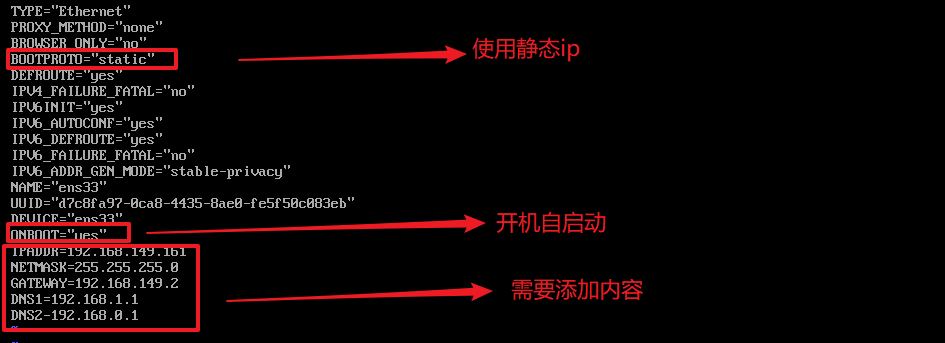 TYPE="Ethernet"
PROXY_METHOD="none"
BROWSER_ONLY="no"
BOOTPROTO="static"
使用静态ip
DEFROUTE="yes"
IPV4_FAILURE_FATAL="no"
IPV6INIT="yes"
IPV6_AUTOCONF="yes"
IPV6_DEFROUTE="yes"
IPV6_FAILURE_FATAL="no"
IPV6_ADDR_GEN_MODE="stable-privacy"
NAME="ens33"
UUID="d7c8fa97-0ca8-4435-8ae0-fe5f50c083eb"
DEVICE="ens33"
ONBOOT="yes"
开机自启动
IPADDR=192.168.149.161
NETMASK=255.255.255.0
GATEWAY=192.168.149.2
需要添加内容
DNS1=192.168.1.1
DNS2-192.168.0.1
~